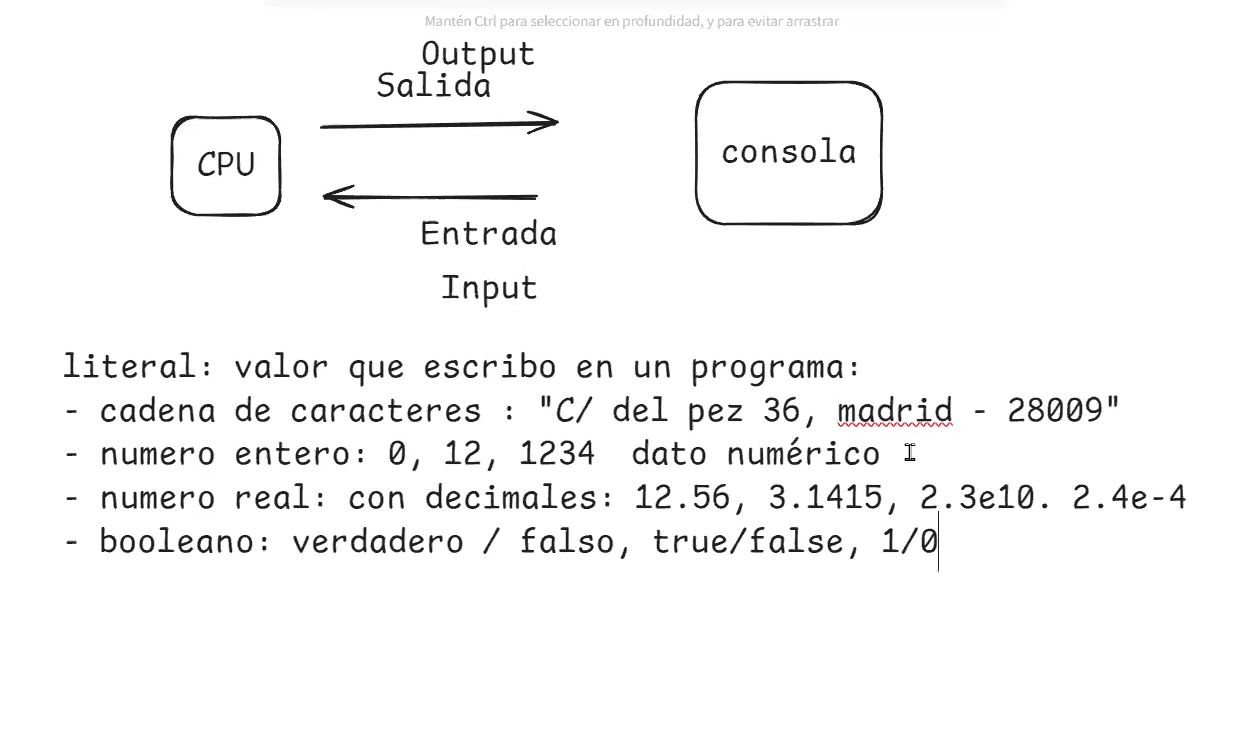 Mantén Ctrl para seleccionar en profundidad, y para evitar arrastrar
Output
Salida
CPU
consola
Entrada
Input
literal: valor que escribo en un programa:
- cadena de caracteres : "C/ del pez 36, madrid - 28009"
- numero entero: 0, 12, 1234  dato numérico
- numero real: con decimales: 12.56, 3.1415, 2.3e10. 2.4e-4
- booleano: verdadero / falso, true/false, 1/0